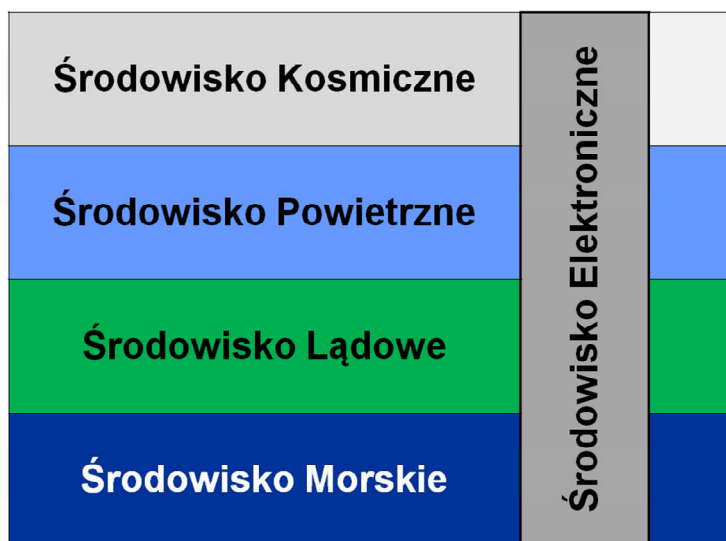 Środowisko Kosmiczne
Środowisko Powietrzne
Środowisko Lądowe
Środowisko Morskie
Środowisko Elektroniczne